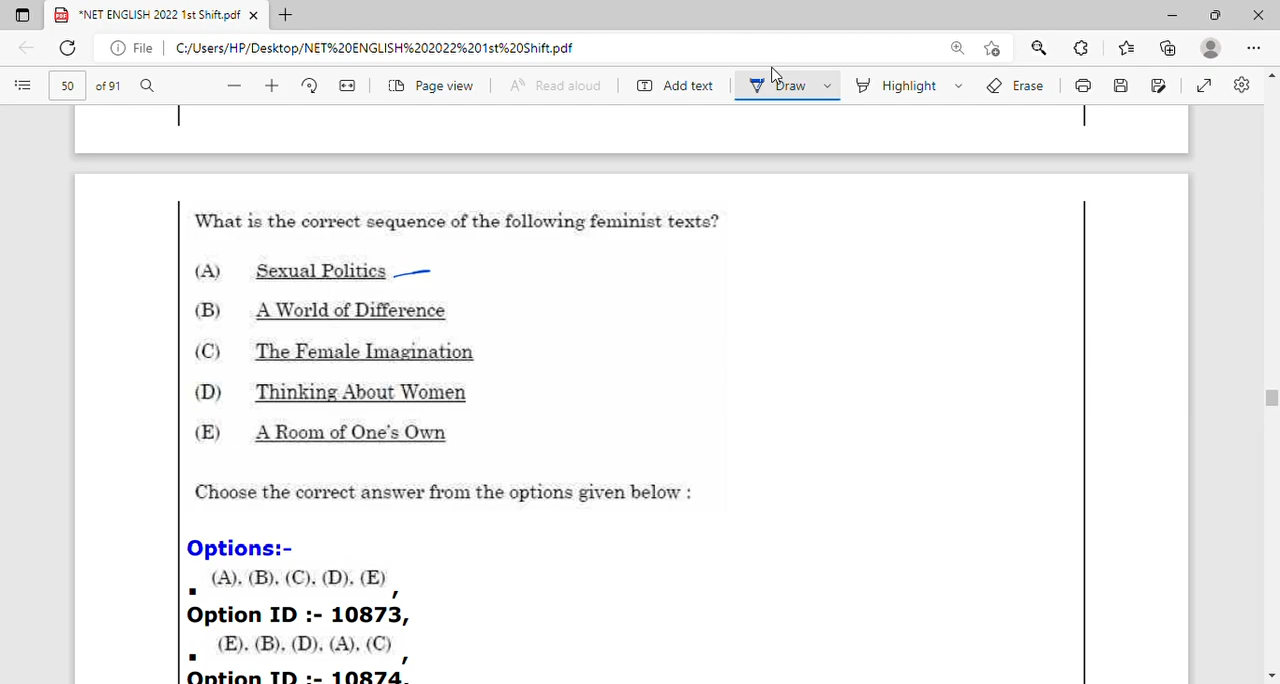 *NET ENGLISH 2022 1st Shift.pdf
File C:/Users/HP/Desktop/NET%20ENGLISH%202022%201st%20Shift.pdf
50 of 91 Page view Read aloud Add text Draw Highlight Erase
What is the correct sequence of the following feminist texts?
(A) Sexual Politics
(B) A World of Difference
(C) The Female Imagination
(D) Thinking About Women
(E) A Room of One's Own
Choose the correct answer from the options given below :
Options:-
(A), (B), (C), (D), (E) ,
Option ID :- 10873,
(E), (B), (D), (A), (C) ,
Option ID :- 10874,